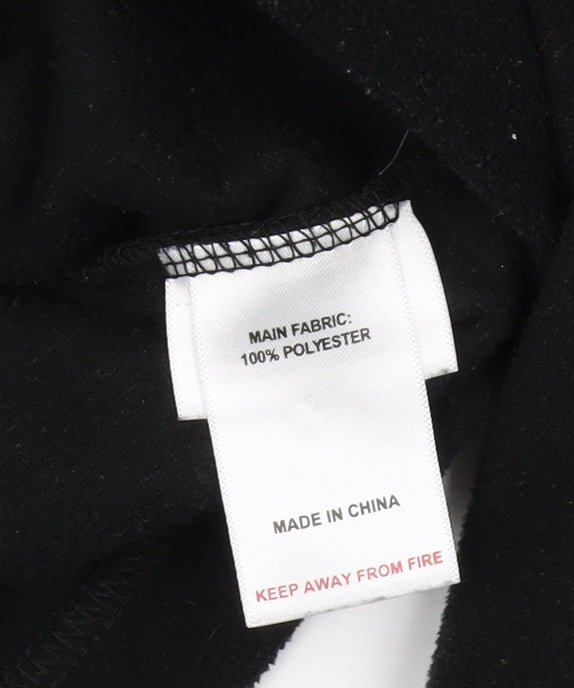 MAIN FABRIC:
100% POLYESTER
MADE IN CHINA
KEEP AWAY FROM FIRE